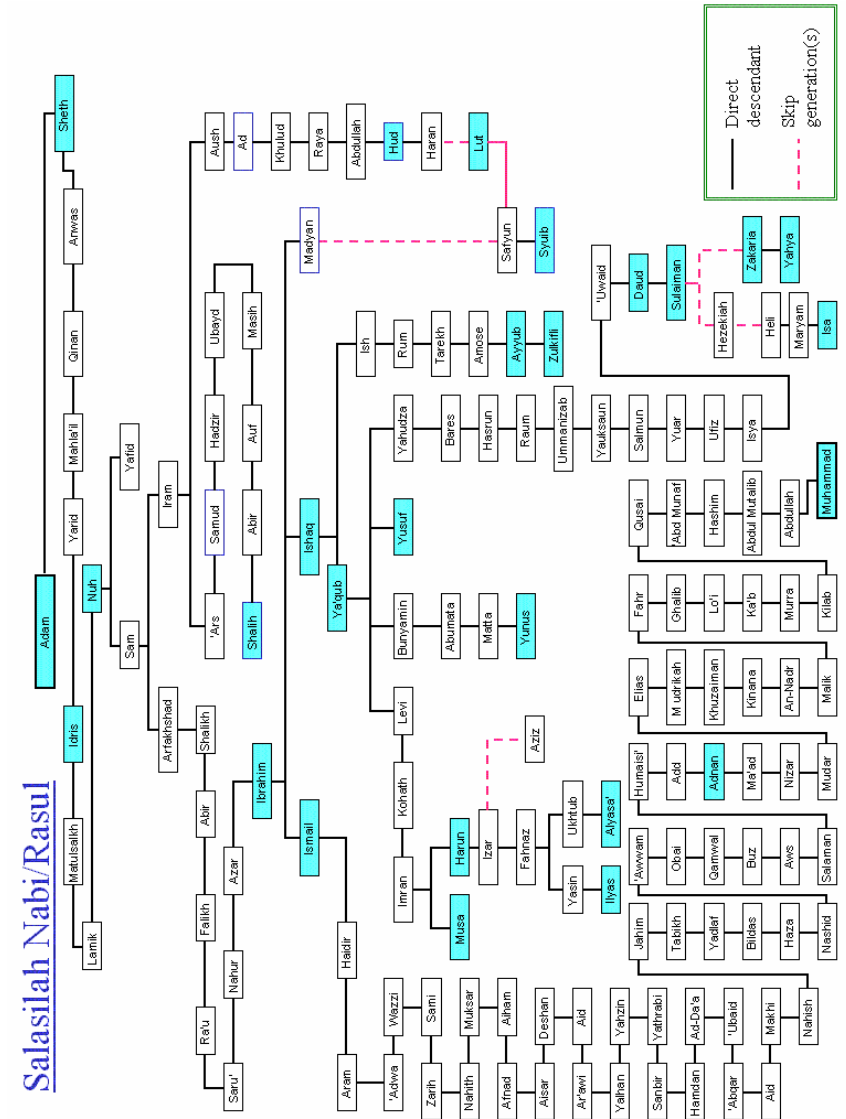 Salasilah Nabi/Rasul
Adam
Sheth
Anwas
Qinan
Mahla'il
Yarid
Idris
Matulsalkh
Lamik
Nuh
Yafid
Sam
Iram
Arfakhshad
Shalikh
Abir
Falikh
Ra'u
Saru'
Nahur
Azar
Ibrahim
'Ars
Samud
Hadzir
Ubayd
Masih
Auf
Abir
Shalih
Aush
Ad
Khulud
Raya
Abdullah
Hud
Haran
Lut
Madyan
Safyun
Syuib
Ismail
Ishaq
Ya'qub
Ish
Rum
Tarekh
Amose
Ayyub
Zulkifli
Levi
Kohath
Imran
Musa
Harun
Izar
Aziz
Fahnaz
Yasin
Ukhtub
Ilyas
Alyasa'
Bunyamin
Abumata
Matta
Yunus
Yusuf
Yahudza
Bares
Hasrun
Raum
Ummanizab
Yauksaun
Salmun
Yuar
Ufiz
Isya
'Uwaid
Daud
Sulaiman
Hezekiah
Heli
Maryam
Isa
Zakaria
Yahya
Haidir
Aram
'Adwa
Wazzi
Sami
Zarih
Nahith
Muksar
Aiham
Afnad
Aisar
Deshan
Aid
Ar'awi
Yalhan
Yahzin
Yathrabi
Sanbir
Hamdan
Ad-Da'a
'Ubaid
'Abqar
Aid
Makhi
Nahish
Jahim
Tabikh
Yadlaf
Bildas
Haza
Nashid
'Awwam
Obai
Qamwal
Buz
Aws
Salaman
Humaisi'
Add
Adnan
Ma'ad
Nizar
Mudar
Elias
Mudrikah
Khuzaiman
Kinana
An-Nadr
Malik
Fahr
Ghalib
Lo'i
Ka'b
Murra
Kilab
Qusai
'Abd Munaf
Hashim
Abdul Mutalib
Abdullah
Muhammad
Direct
descendant
Skip
generation(s)